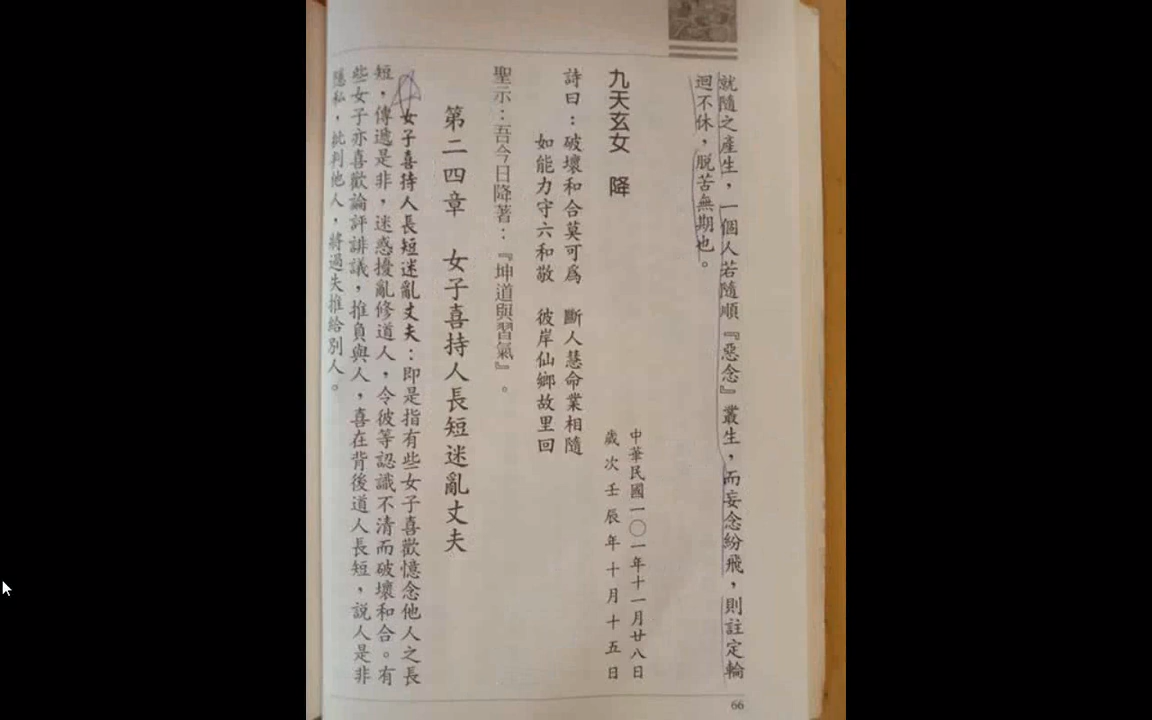 就隨之產生，一個人若隨順『惡念』叢生，而妄念紛飛，則註定輪
迴不休，脫苦無期也。
中華民國一〇一年十一月廿八日
歲次壬辰年十月十五日
九天玄女　降
詩曰：破壞和合莫可為　斷人慧命業相隨
如能力守六和敬　彼岸仙鄉故里回
聖示：吾今日降著：『坤道與習氣』。
第二四章　女子喜持人長短迷亂丈夫
女子喜持人長短迷亂丈夫：即是指有些女子喜歡憶念他人之長
短，傳遞是非，迷惑擾亂修道人，令彼等認識不清而破壞和合。有
些女子亦喜歡論評誹議，推負與人，喜在背後道人長短，說人是非
隱私，批判他人，將過失推給別人。
66